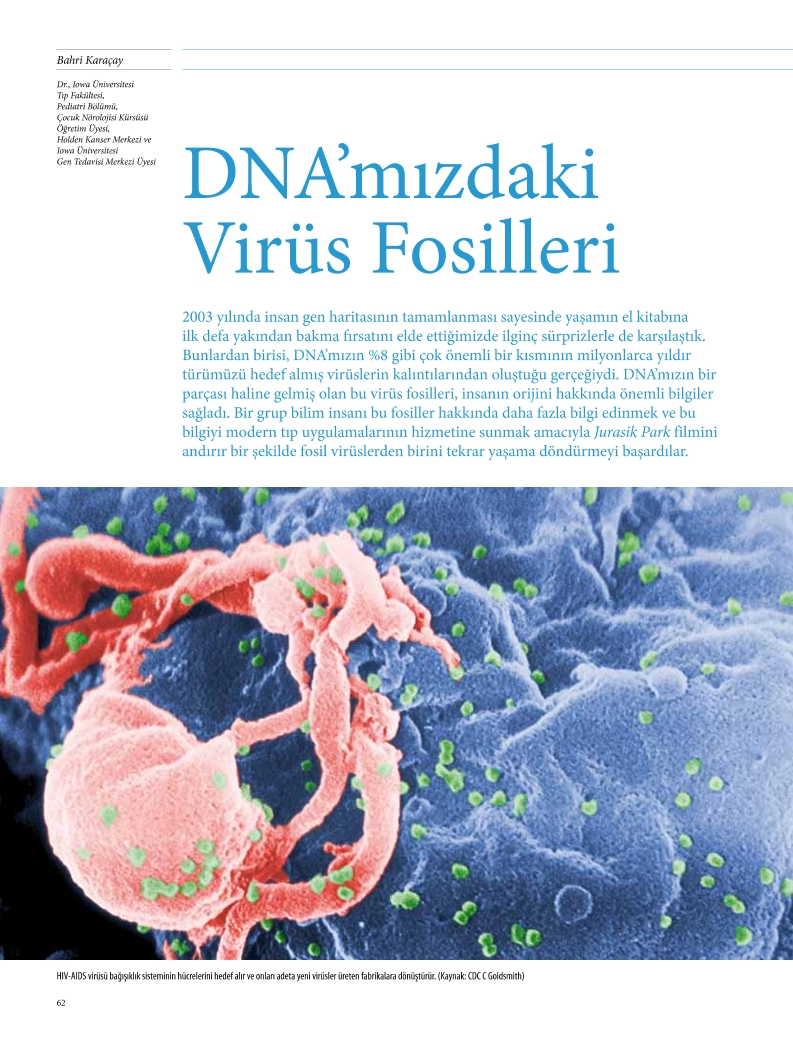 Bahri Karaçay
Dr., Iowa Üniversitesi
Tıp Fakültesi,
Pediatri Bölümü,
Çocuk Nörolojisi Kürsüsü
Öğretim Üyesi,
Holden Kanser Merkezi ve
Iowa Üniversitesi
Gen Tedavisi Merkezi Üyesi
DNA’mızdaki
Virüs Fosilleri
2003 yılında insan gen haritasının tamamlanması sayesinde yaşamın el kitabına
ilk defa yakından bakma fırsatını elde ettiğimizde ilginç sürprizlerle de karşılaştık.
Bunlardan birisi, DNA’mızın %8 gibi çok önemli bir kısmının milyonlarca yıldır
türümüzü hedef almış virüslerin kalıntılarından oluştuğu gerçeğiydi. DNA’mızın bir
parçası haline gelmiş olan bu virüs fosilleri, insanın orijini hakkında önemli bilgiler
sağladı. Bir grup bilim insanı bu fosiller hakkında daha fazla bilgi edinmek ve bu
bilgiyi modern tıp uygulamalarının hizmetine sunmak amacıyla Jurasik Park filmini
andırır bir şekilde fosil virüslerden birini tekrar yaşama döndürmeyi başardılar.
HIV-AIDS virüsü bağışıklık sisteminin hücrelerini hedef alır ve onları adeta yeni virüsler üreten fabrikalara dönüştürür. (Kaynak: CDC C Goldsmith)
62